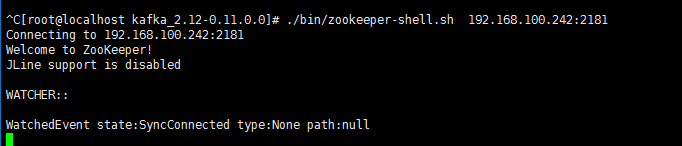 ^C[root@localhost kafka_2.12-0.11.0.0]# ./bin/zookeeper-shell.sh  192.168.100.242:2181
Connecting to 192.168.100.242:2181
Welcome to ZooKeeper!
JLine support is disabled
WATCHER::
WatchedEvent state:SyncConnected type:None path:null